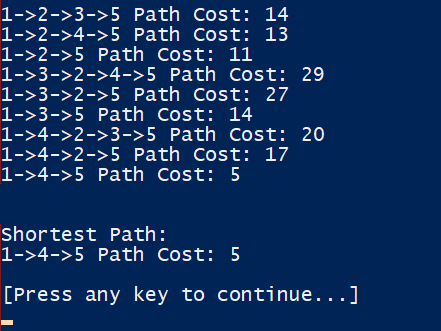 1->2->3->5 Path Cost: 14
1->2->4->5 Path Cost: 13
1->2->5 Path Cost: 11
1->3->2->4->5 Path Cost: 29
1->3->2->5 Path Cost: 27
1->3->5 Path Cost: 14
1->4->2->3->5 Path Cost: 20
1->4->2->5 Path Cost: 17
1->4->5 Path Cost: 5
Shortest Path:
1->4->5 Path Cost: 5
[Press any key to continue...]